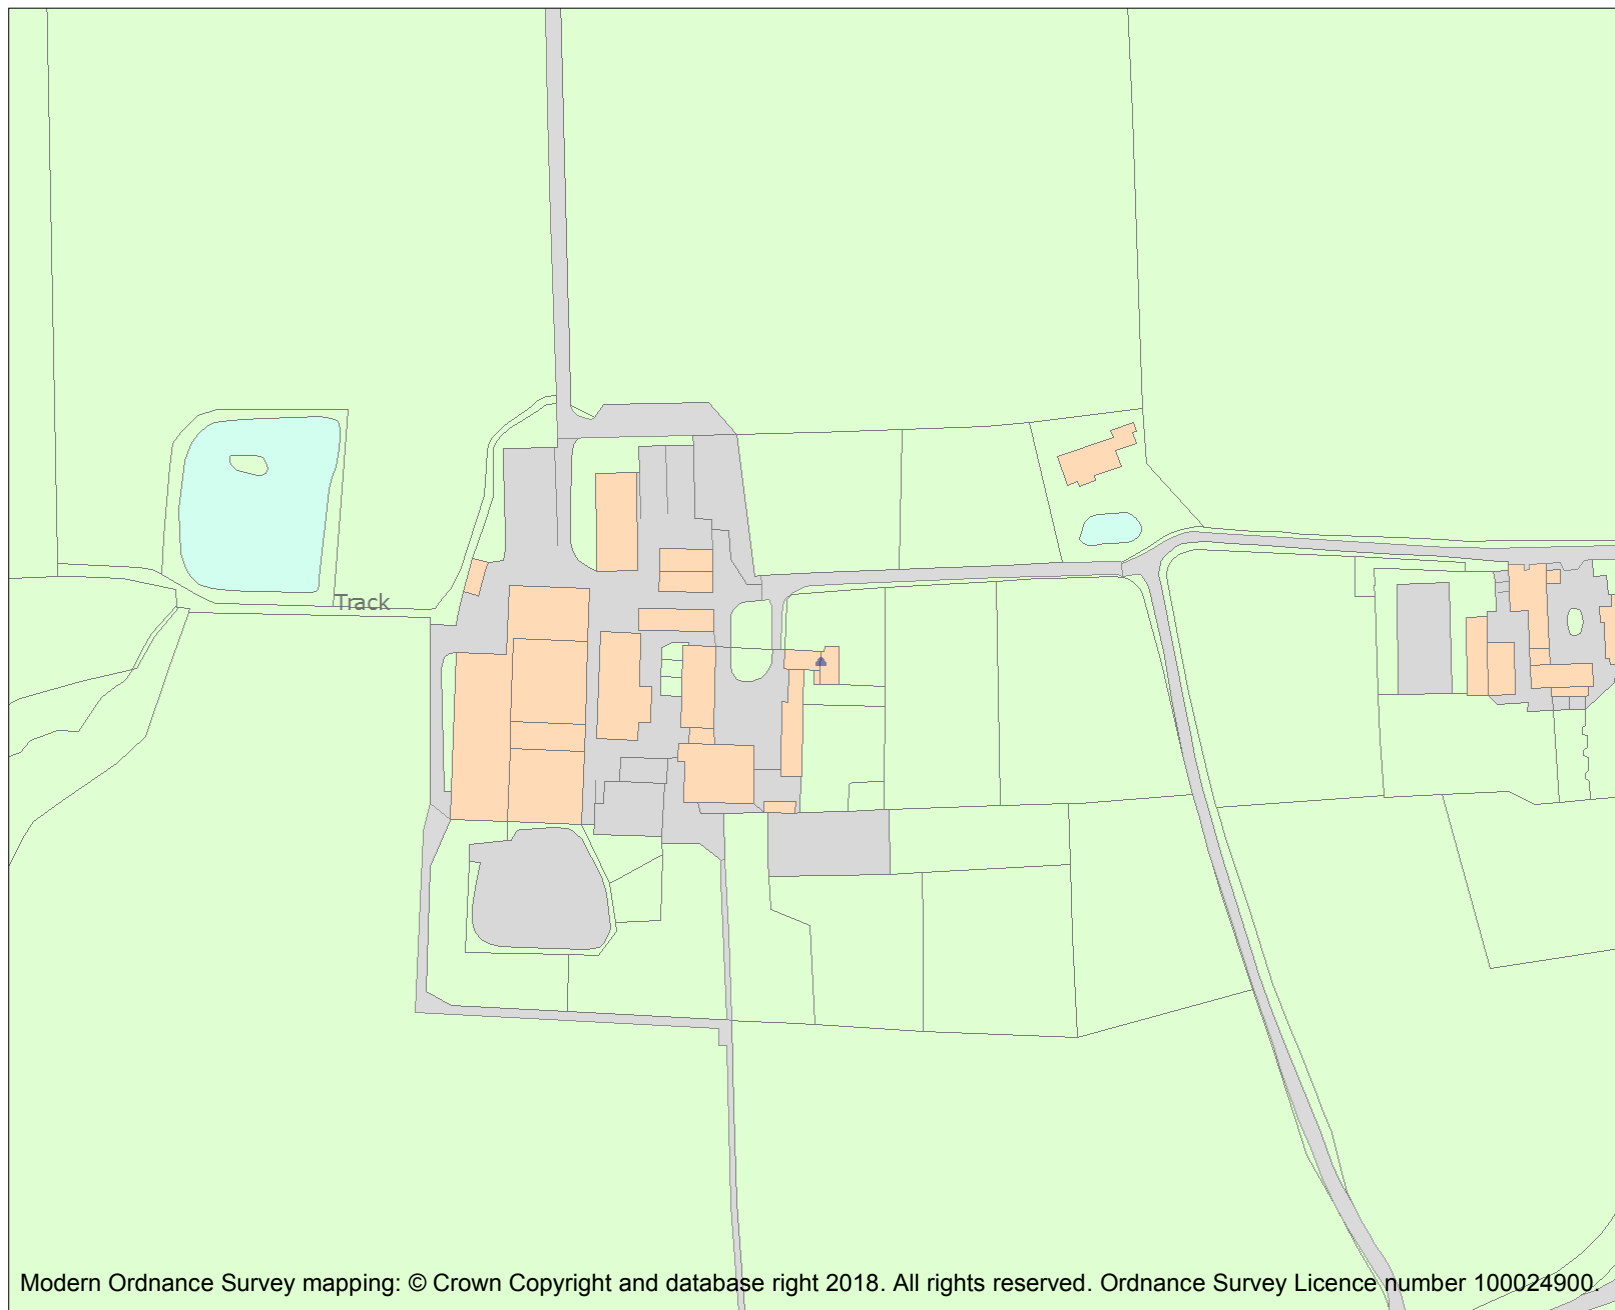 Track
Modern Ordnance Survey mapping: © Crown Copyright and database right 2018. All rights reserved. Ordnance Survey Licence number 100024900.